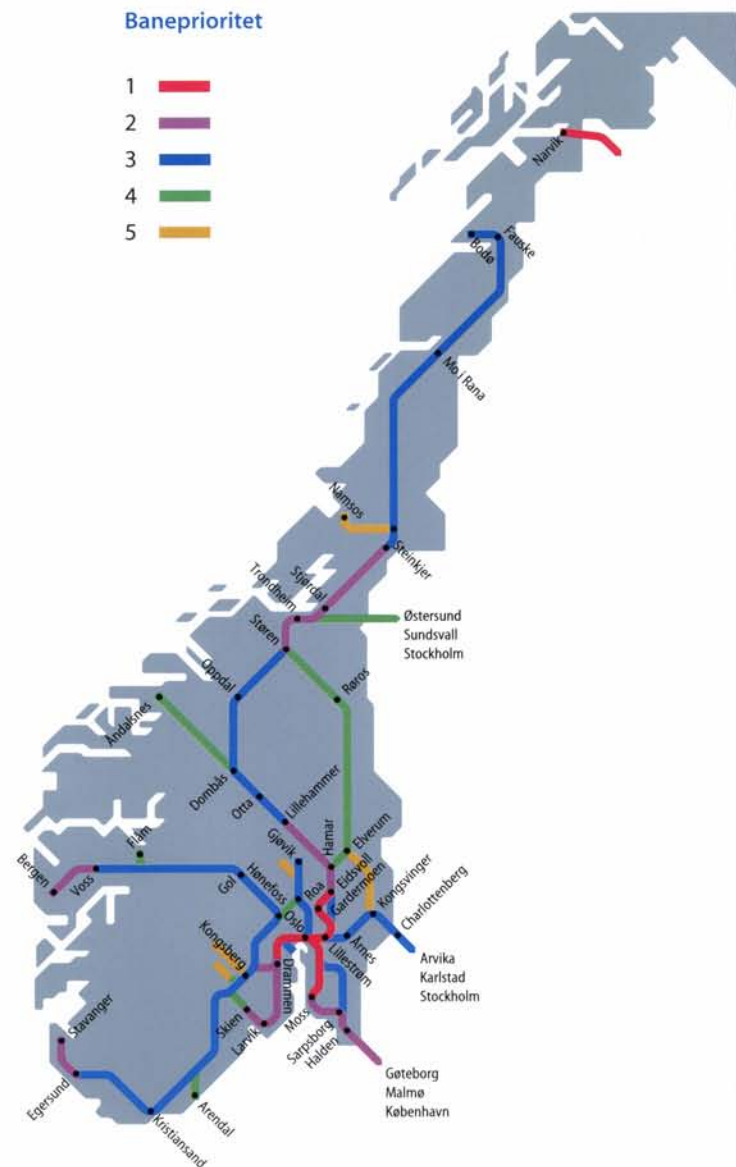 Baneprioritet
1
2
3
4
5
Narvik
Fauske
Bodø
Mo i Rana
Namsos
Steinkjer
Stjørdal
Trondheim
Østersund
Sundsvall
Stockholm
Støren
Oppdal
Røros
Åndalsnes
Dombås
Otta
Lillehammer
Hamar
Elverum
Flåm
Gjøvik
Eidsvoll
Bergen
Voss
Gol
Hønefoss
Roa
Gardermoen
Kongsvinger
Charlottenberg
Oslo
Lillestrøm
Årnes
Arvika
Karlstad
Stockholm
Kongsberg
Drammen
Skien
Larvik
Moss
Sarpsborg
Halden
Stavanger
Egersund
Kristiansand
Arendal
Gøteborg
Malmø
København